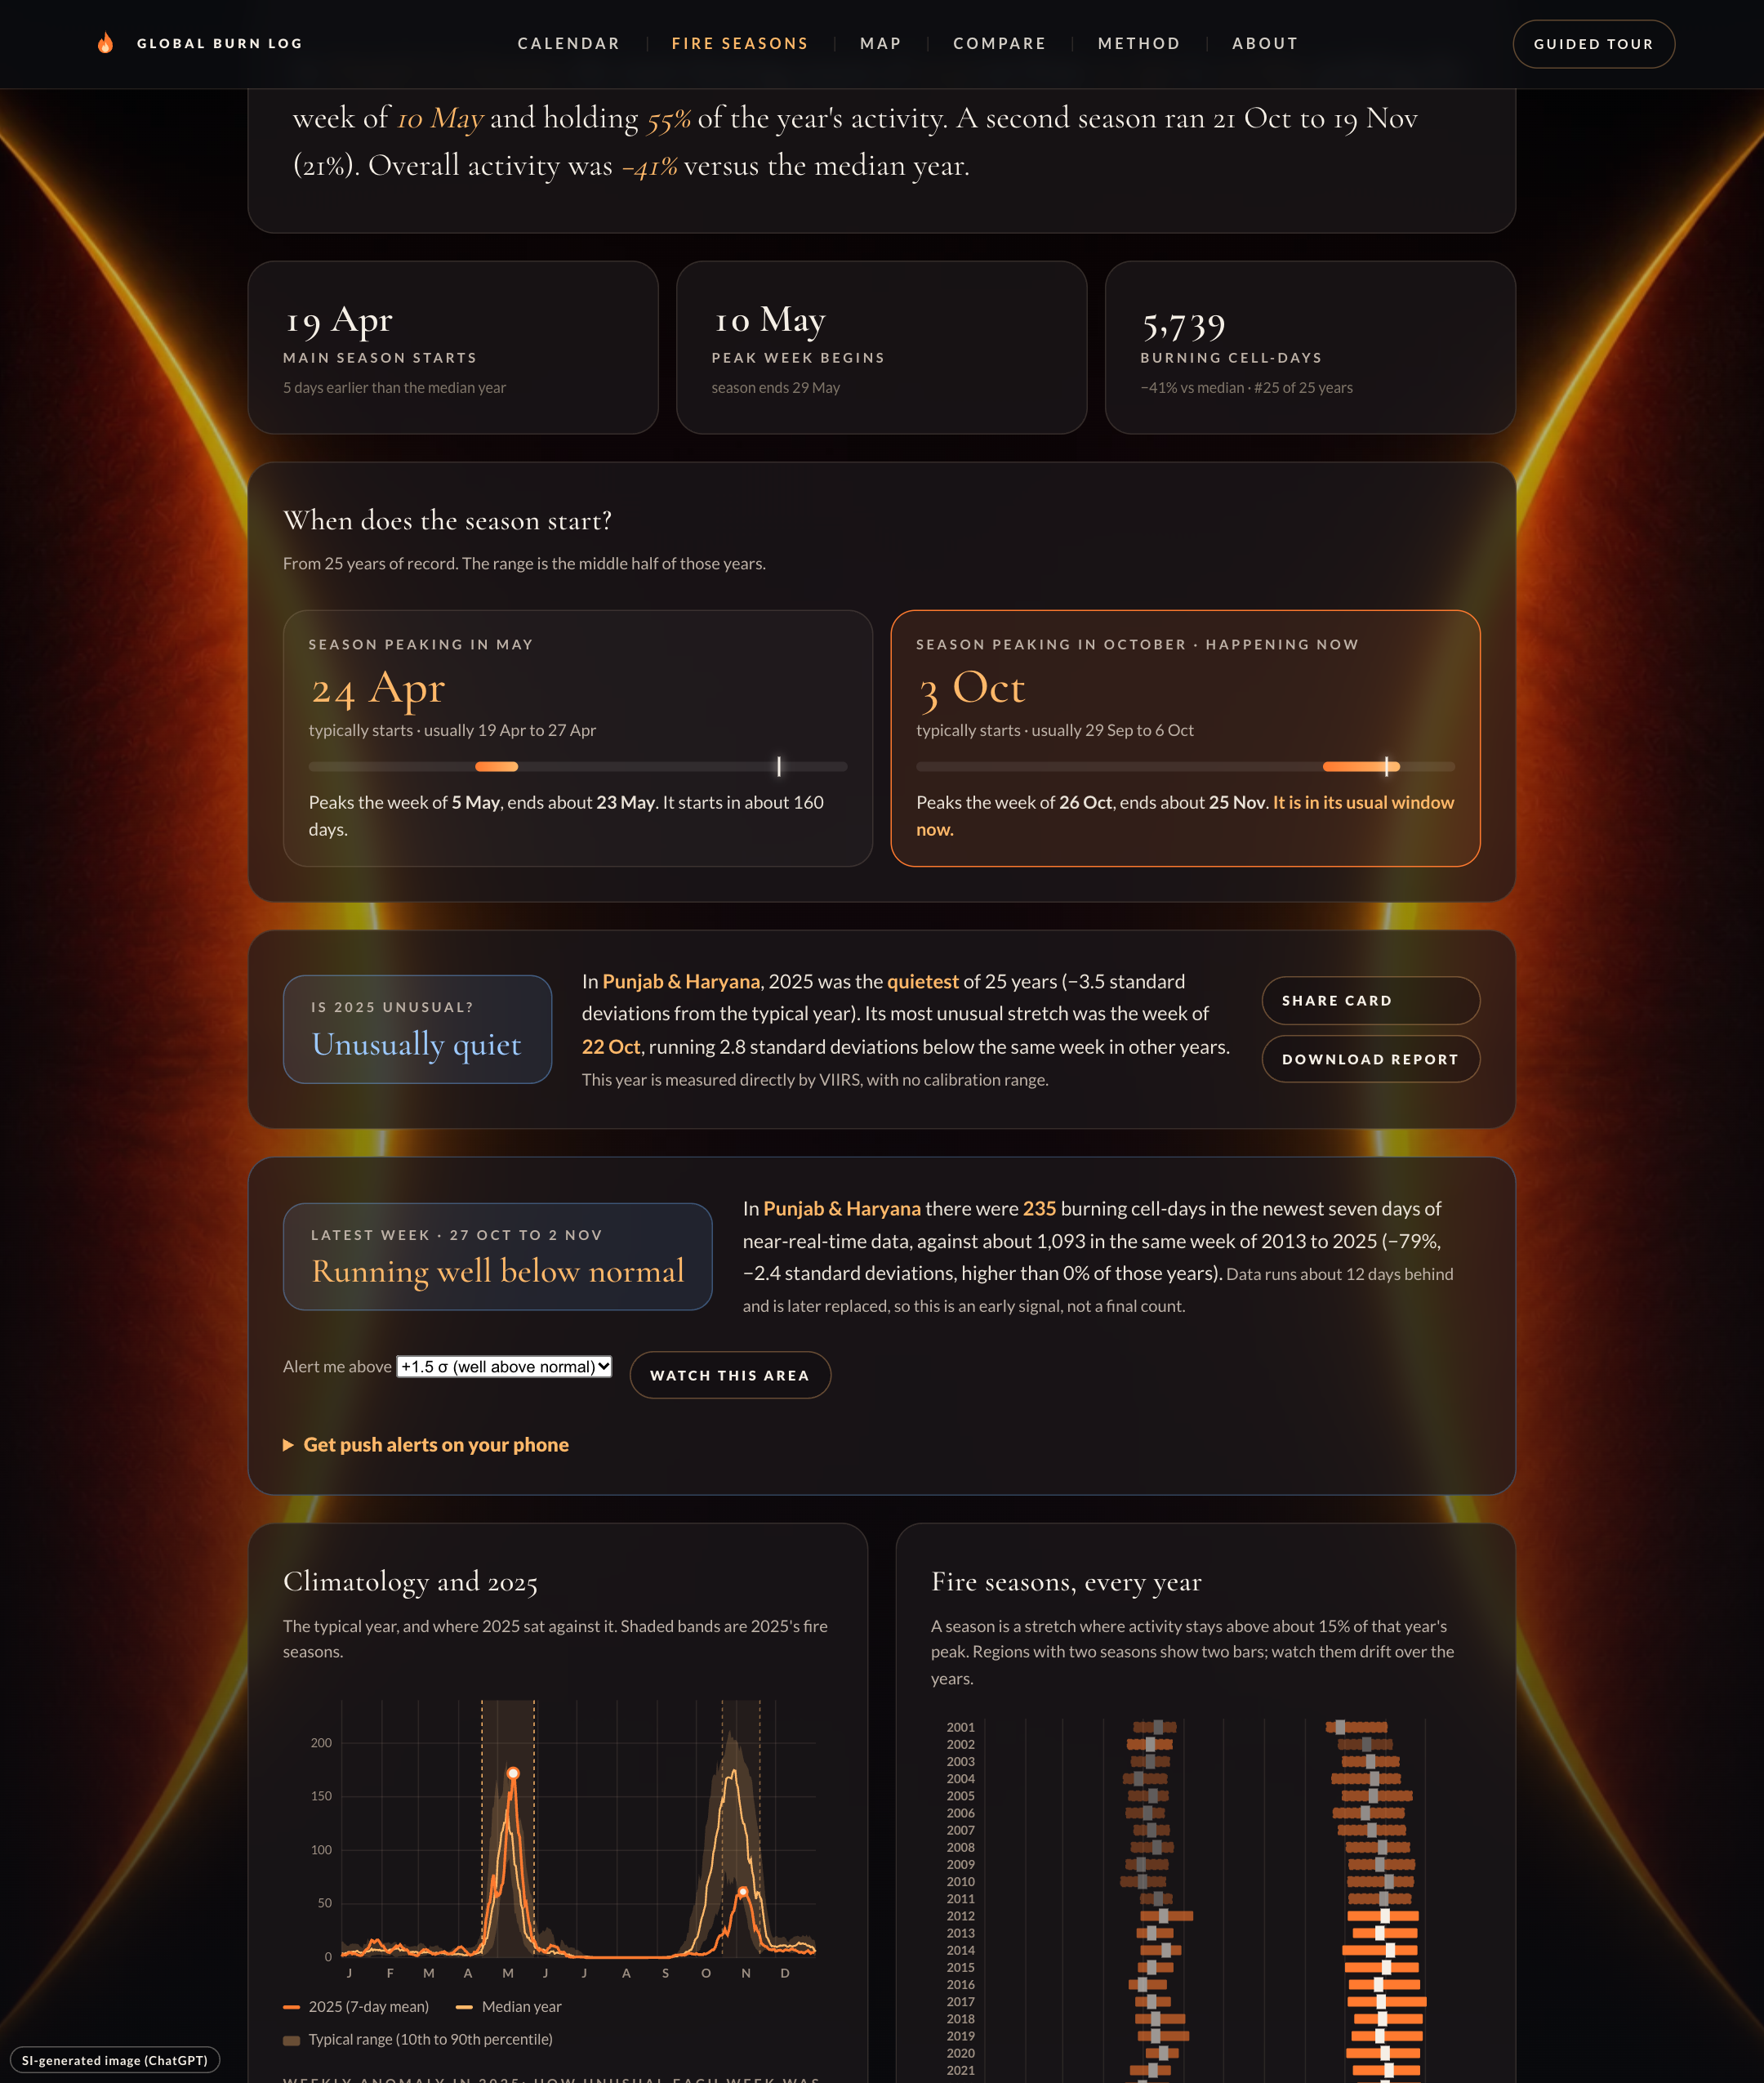 GLOBAL BURN LOG
CALENDAR
FIRE SEASONS
MAP
COMPARE
METHOD
ABOUT
GUIDED TOUR
week of 10 May and holding 55% of the year's activity. A second season ran 21 Oct to 19 Nov
(21%). Overall activity was −41% versus the median year.
19 Apr
MAIN SEASON STARTS
5 days earlier than the median year
10 May
PEAK WEEK BEGINS
season ends 29 May
5,739
BURNING CELL-DAYS
−41% vs median · #25 of 25 years
When does the season start?
From 25 years of record. The range is the middle half of those years.
SEASON PEAKING IN MAY
24 Apr
typically starts · usually 19 Apr to 27 Apr
Peaks the week of 5 May, ends about 23 May. It starts in about 160
days.
SEASON PEAKING IN OCTOBER · HAPPENING NOW
3 Oct
typically starts · usually 29 Sep to 6 Oct
Peaks the week of 26 Oct, ends about 25 Nov. It is in its usual window
now.
IS 2025 UNUSUAL?
Unusually quiet
In Punjab & Haryana, 2025 was the quietest of 25 years (−3.5 standard
deviations from the typical year). Its most unusual stretch was the week of
22 Oct, running 2.8 standard deviations below the same week in other years.
This year is measured directly by VIIRS, with no calibration range.
SHARE CARD
DOWNLOAD REPORT
LATEST WEEK · 27 OCT TO 2 NOV
Running well below normal
In Punjab & Haryana there were 235 burning cell-days in the newest seven days of
near-real-time data, against about 1,093 in the same week of 2013 to 2025 (−79%,
−2.4 standard deviations, higher than 0% of those years). Data runs about 12 days behind
and is later replaced, so this is an early signal, not a final count.
Alert me above +1.5 σ (well above normal)
WATCH THIS AREA
Get push alerts on your phone
Climatology and 2025
The typical year, and where 2025 sat against it. Shaded bands are 2025's fire
seasons.
200
150
100
50
0
J F M A M J J A S O N D
2025 (7-day mean)
Median year
Typical range (10th to 90th percentile)
WEEKLY ANOMALY IN 2025: HOW UNUSUAL EACH WEEK WAS
Fire seasons, every year
A season is a stretch where activity stays above about 15% of that year's
peak. Regions with two seasons show two bars; watch them drift over the
years.
2001
2002
2003
2004
2005
2006
2007
2008
2009
2010
2011
2012
2013
2014
2015
2016
2017
2018
2019
2020
2021
SI-generated image (ChatGPT)